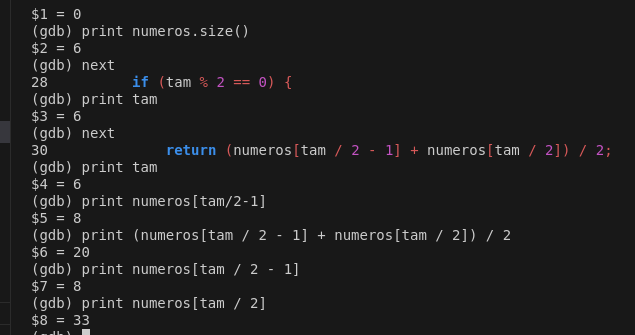 $1 = 0
(gdb) print numeros.size()
$2 = 6
(gdb) next
28          if (tam % 2 == 0) {
(gdb) print tam
$3 = 6
(gdb) next
30              return (numeros[tam / 2 - 1] + numeros[tam / 2]) / 2;
(gdb) print tam
$4 = 6
(gdb) print numeros[tam/2-1]
$5 = 8
(gdb) print (numeros[tam / 2 - 1] + numeros[tam / 2]) / 2
$6 = 20
(gdb) print numeros[tam / 2 - 1]
$7 = 8
(gdb) print numeros[tam / 2]
$8 = 33
(gdb)